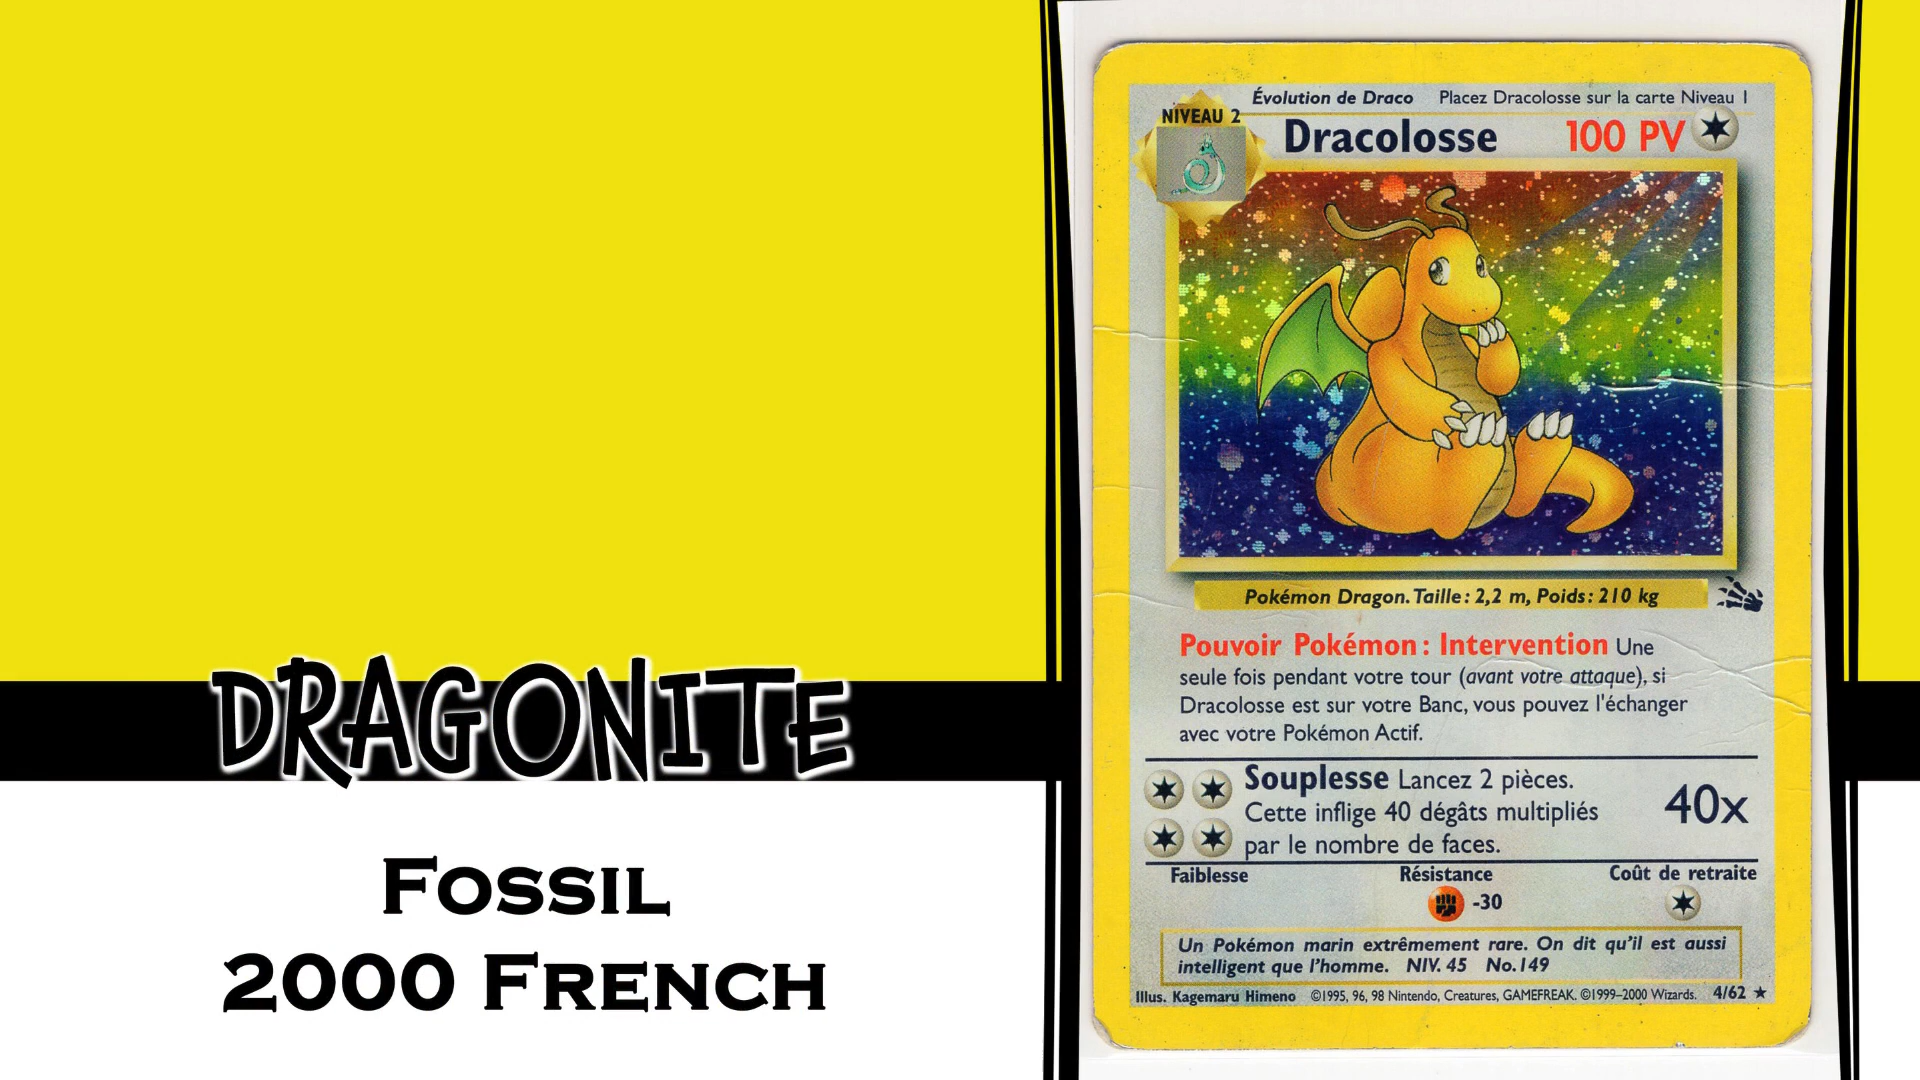 DRAGONITE
FOSSIL
2000 FRENCH
Évolution de Draco Placez Dracolosse sur la carte Niveau 1
NIVEAU 2
Dracolosse 100 PV
Pokémon Dragon. Taille : 2,2 m, Poids : 210 kg
Pouvoir Pokémon : Intervention Une
seule fois pendant votre tour (avant votre attaque), si
Dracolosse est sur votre Banc, vous pouvez l'échanger
avec votre Pokémon Actif.
Souplesse Lancez 2 pièces.
Cette inflige 40 dégâts multipliés
par le nombre de faces.
40x
Faiblesse Résistance Coût de retraite
-30
Un Pokémon marin extrêmement rare. On dit qu'il est aussi
intelligent que l'homme. NIV. 45 No. 149
Illus. Kagemaru Himeno ©1995, 96, 98 Nintendo, Creatures, GAMEFREAK. ©1999–2000 Wizards. 4/62 ★